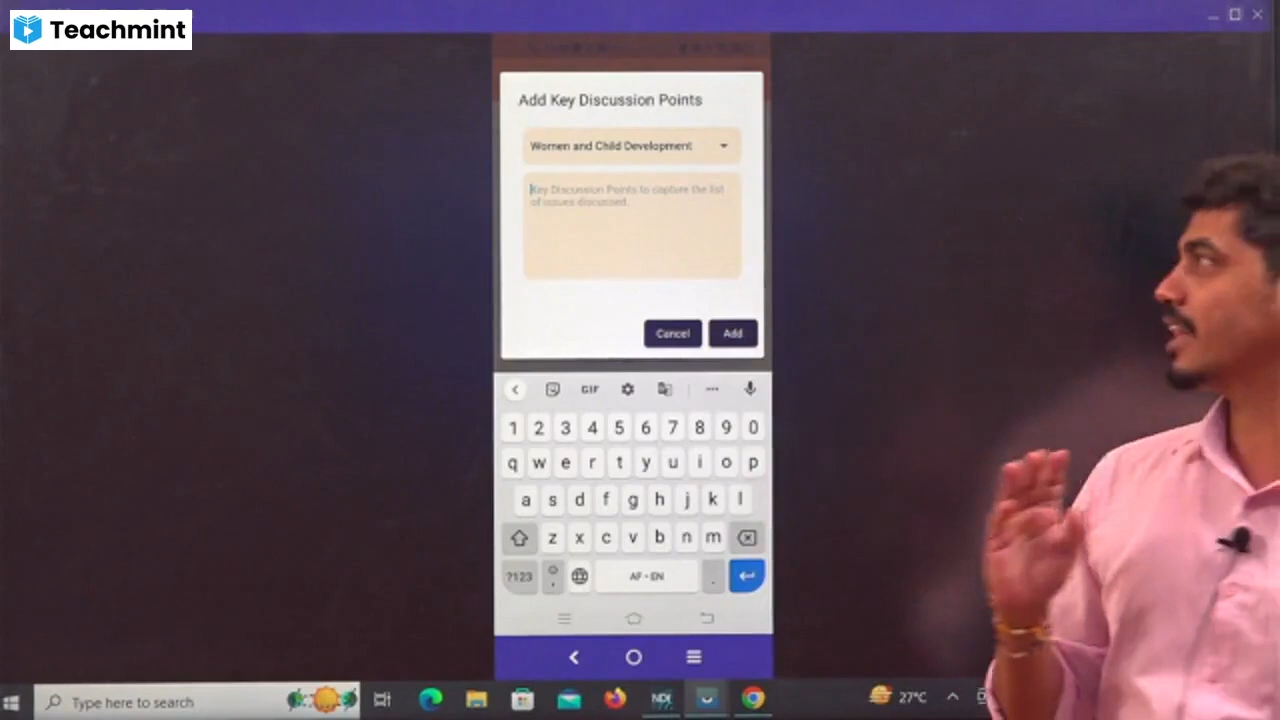 Teachmint
Add Key Discussion Points
Women and Child Development
Key Discussion Points to capture the list
of issues discussed.
Cancel
Add
GIF
1 2 3 4 5 6 7 8 9 0
q w e r t y u i o p
a s d f g h j k l
z x c v b n m
?123
,
AF - EN
.
Type here to search
NDI
27°C